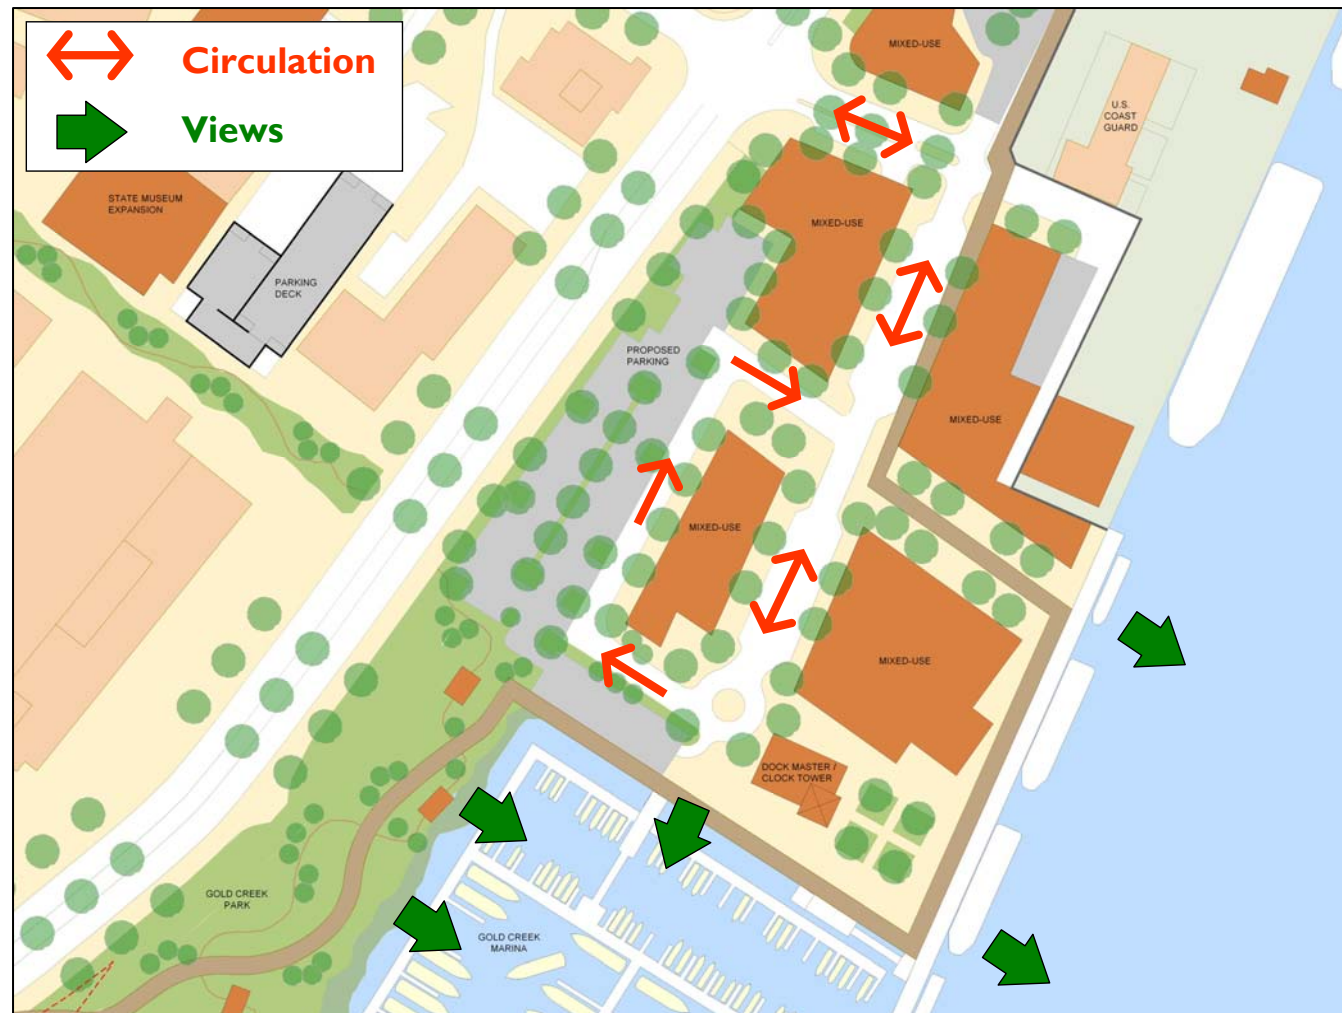 Circulation
Views
MIXED-USE
U.S.
COAST
GUARD
STATE MUSEUM
EXPANSION
MIXED-USE
PARKING
DECK
PROPOSED
PARKING
MIXED-USE
MIXED-USE
MIXED-USE
DOCK MASTER /
CLOCK TOWER
GOLD CREEK
PARK
GOLD CREEK
MARINA